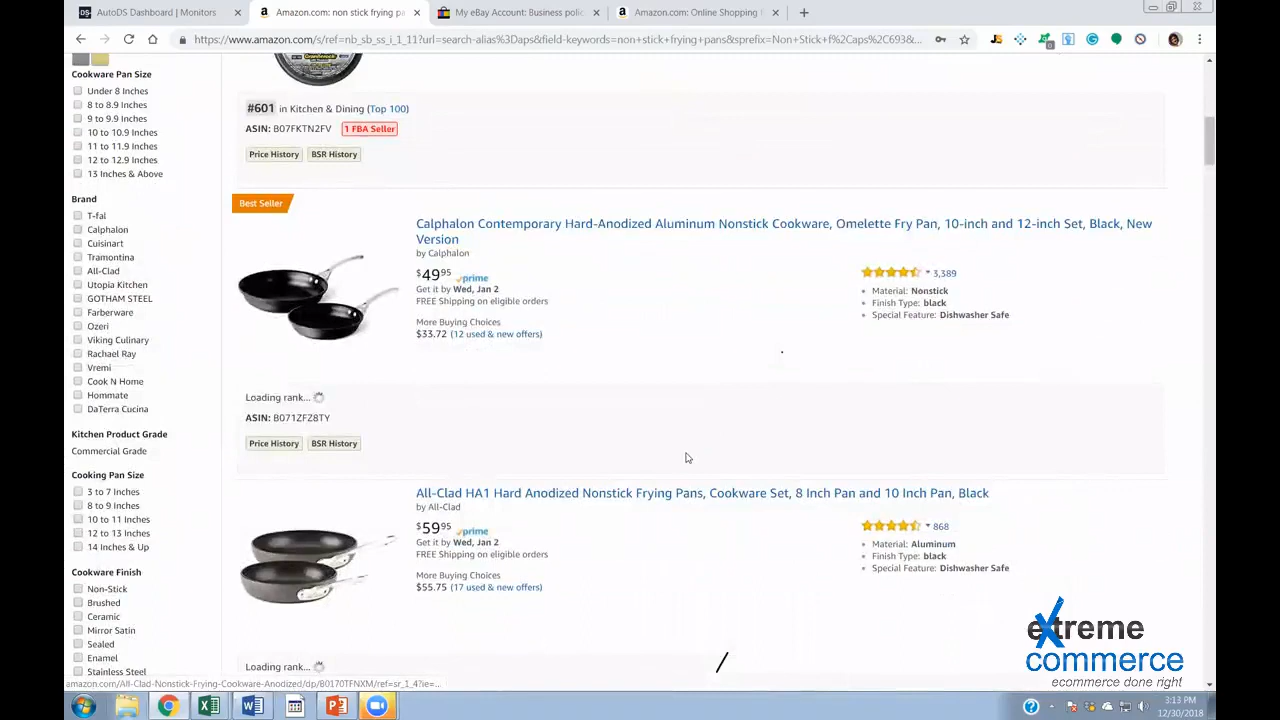 AutoDS Dashboard | Monitors
Amazon.com: non stick frying pa
My eBay Account: Business polic
Amazon.com: Online Shopping
https://www.amazon.com/s/ref=nb_sb_ss_i_1_11?url=search-alias%3Daps&field-keywords=non+stick+frying+pans&sprefix=Non+Stick+f%2Caps%2C693&...
Cookware Pan Size
Under 8 Inches
8 to 8.9 Inches
9 to 9.9 Inches
10 to 10.9 Inches
11 to 11.9 Inches
12 to 12.9 Inches
13 Inches & Above
Brand
T-fal
Calphalon
Cuisinart
Tramontina
All-Clad
Utopia Kitchen
GOTHAM STEEL
Farberware
Ozeri
Viking Culinary
Rachael Ray
Vremi
Cook N Home
Hommate
DaTerra Cucina
Kitchen Product Grade
Commercial Grade
Cooking Pan Size
3 to 7 Inches
8 to 9 Inches
10 to 11 Inches
12 to 13 Inches
14 Inches & Up
Cookware Finish
Non-Stick
Brushed
Ceramic
Mirror Satin
Sealed
Enamel
Stainless Steel
#601 in Kitchen & Dining (Top 100)
ASIN: B07FKTN2FV 1 FBA Seller
Price History BSR History
Best Seller
Calphalon Contemporary Hard-Anodized Aluminum Nonstick Cookware, Omelette Fry Pan, 10-inch and 12-inch Set, Black, New
Version
by Calphalon
$49.95 prime
Get it by Wed, Jan 2
FREE Shipping on eligible orders
More Buying Choices
$33.72 (12 used & new offers)
3,389
Material: Nonstick
Finish Type: black
Special Feature: Dishwasher Safe
Loading rank...
ASIN: B071ZFZ8TY
Price History BSR History
All-Clad HA1 Hard Anodized Nonstick Frying Pans, Cookware Set, 8 Inch Pan and 10 Inch Pan, Black
by All-Clad
$59.95 prime
Get it by Wed, Jan 2
FREE Shipping on eligible orders
More Buying Choices
$55.75 (17 used & new offers)
868
Material: Aluminum
Finish Type: black
Special Feature: Dishwasher Safe
Loading rank...
extreme
commerce
ecommerce done right
amazon.com/All-Clad-Nonstick-Frying-Cookware-Anodized/dp/B0170TFNXM/ref=sr_1_4?ie=...
3:13 PM
12/30/2018